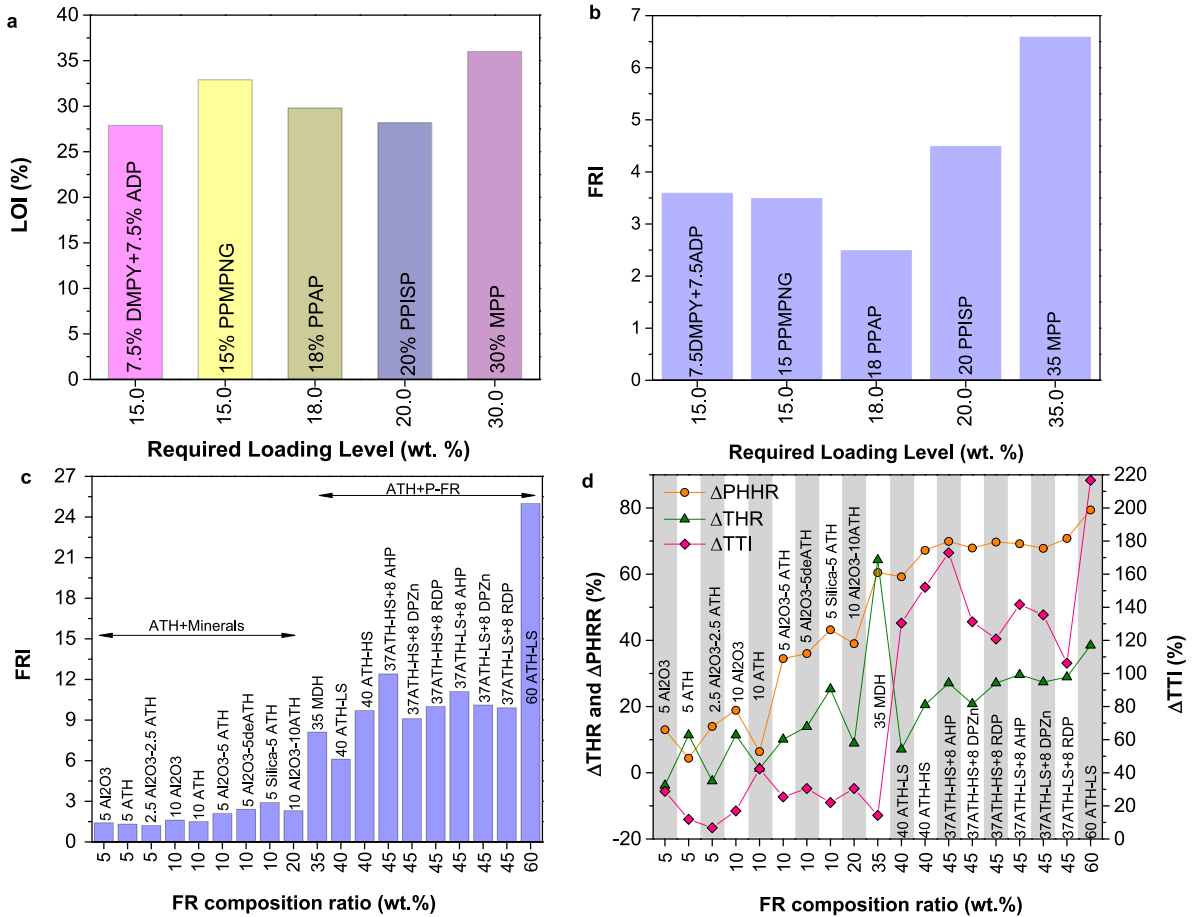 a
LOI (%)
40
35
30
25
20
15
10
5
0
7.5% DMPY+7.5% ADP
15% PPMPNG
18% PPAP
20% PPISP
30% MPP
15.0
15.0
18.0
20.0
30.0
Required Loading Level (wt. %)
b
FRI
7
6
5
4
3
2
1
0
7.5DMPY+7.5ADP
15 PPMPNG
18 PPAP
20 PPISP
35 MPP
15.0
15.0
18.0
20.0
35.0
Required Loading Level (wt. %)
c
FRI
27
24
21
18
15
12
9
6
3
0
ATH+P-FR
ATH+Minerals
5 Al2O3
5 ATH
2.5 Al2O3-2.5 ATH
10 Al2O3
10 ATH
5 Al2O3-5 ATH
5 Al2O3-5deATH
5 Silica-5 ATH
10 Al2O3-10ATH
35 MDH
40 ATH-LS
40 ATH-HS
37ATH-HS+8 AHP
37ATH-HS+8 DPZn
37ATH-HS+8 RDP
37ATH-LS+8 AHP
37ATH-LS+8 DPZn
37ATH-LS+8 RDP
60 ATH-LS
5
5
5
10
10
10
10
10
20
35
40
40
45
45
45
45
45
45
60
FR composition ratio (wt.%)
d
ΔTHR and ΔPHRR (%)
80
60
40
20
0
-20
ΔPHHR
ΔTHR
ΔTTI
5 Al2O3
5 ATH
2.5 Al2O3-2.5 ATH
10 Al2O3
10 ATH
5 Al2O3-5 ATH
5 Al2O3-5deATH
5 Silica-5 ATH
10 Al2O3-10ATH
35 MDH
40 ATH-LS
40 ATH-HS
37ATH-HS+8 AHP
37ATH-HS+8 DPZn
37ATH-HS+8 RDP
37ATH-LS+8 AHP
37ATH-LS+8 DPZn
37ATH-LS+8 RDP
60 ATH-LS
220
200
180
160
140
120
100
80
60
40
20
0
ΔTTI (%)
5
5
5
10
10
10
10
10
20
35
40
40
45
45
45
45
45
45
60
FR composition ratio (wt.%)